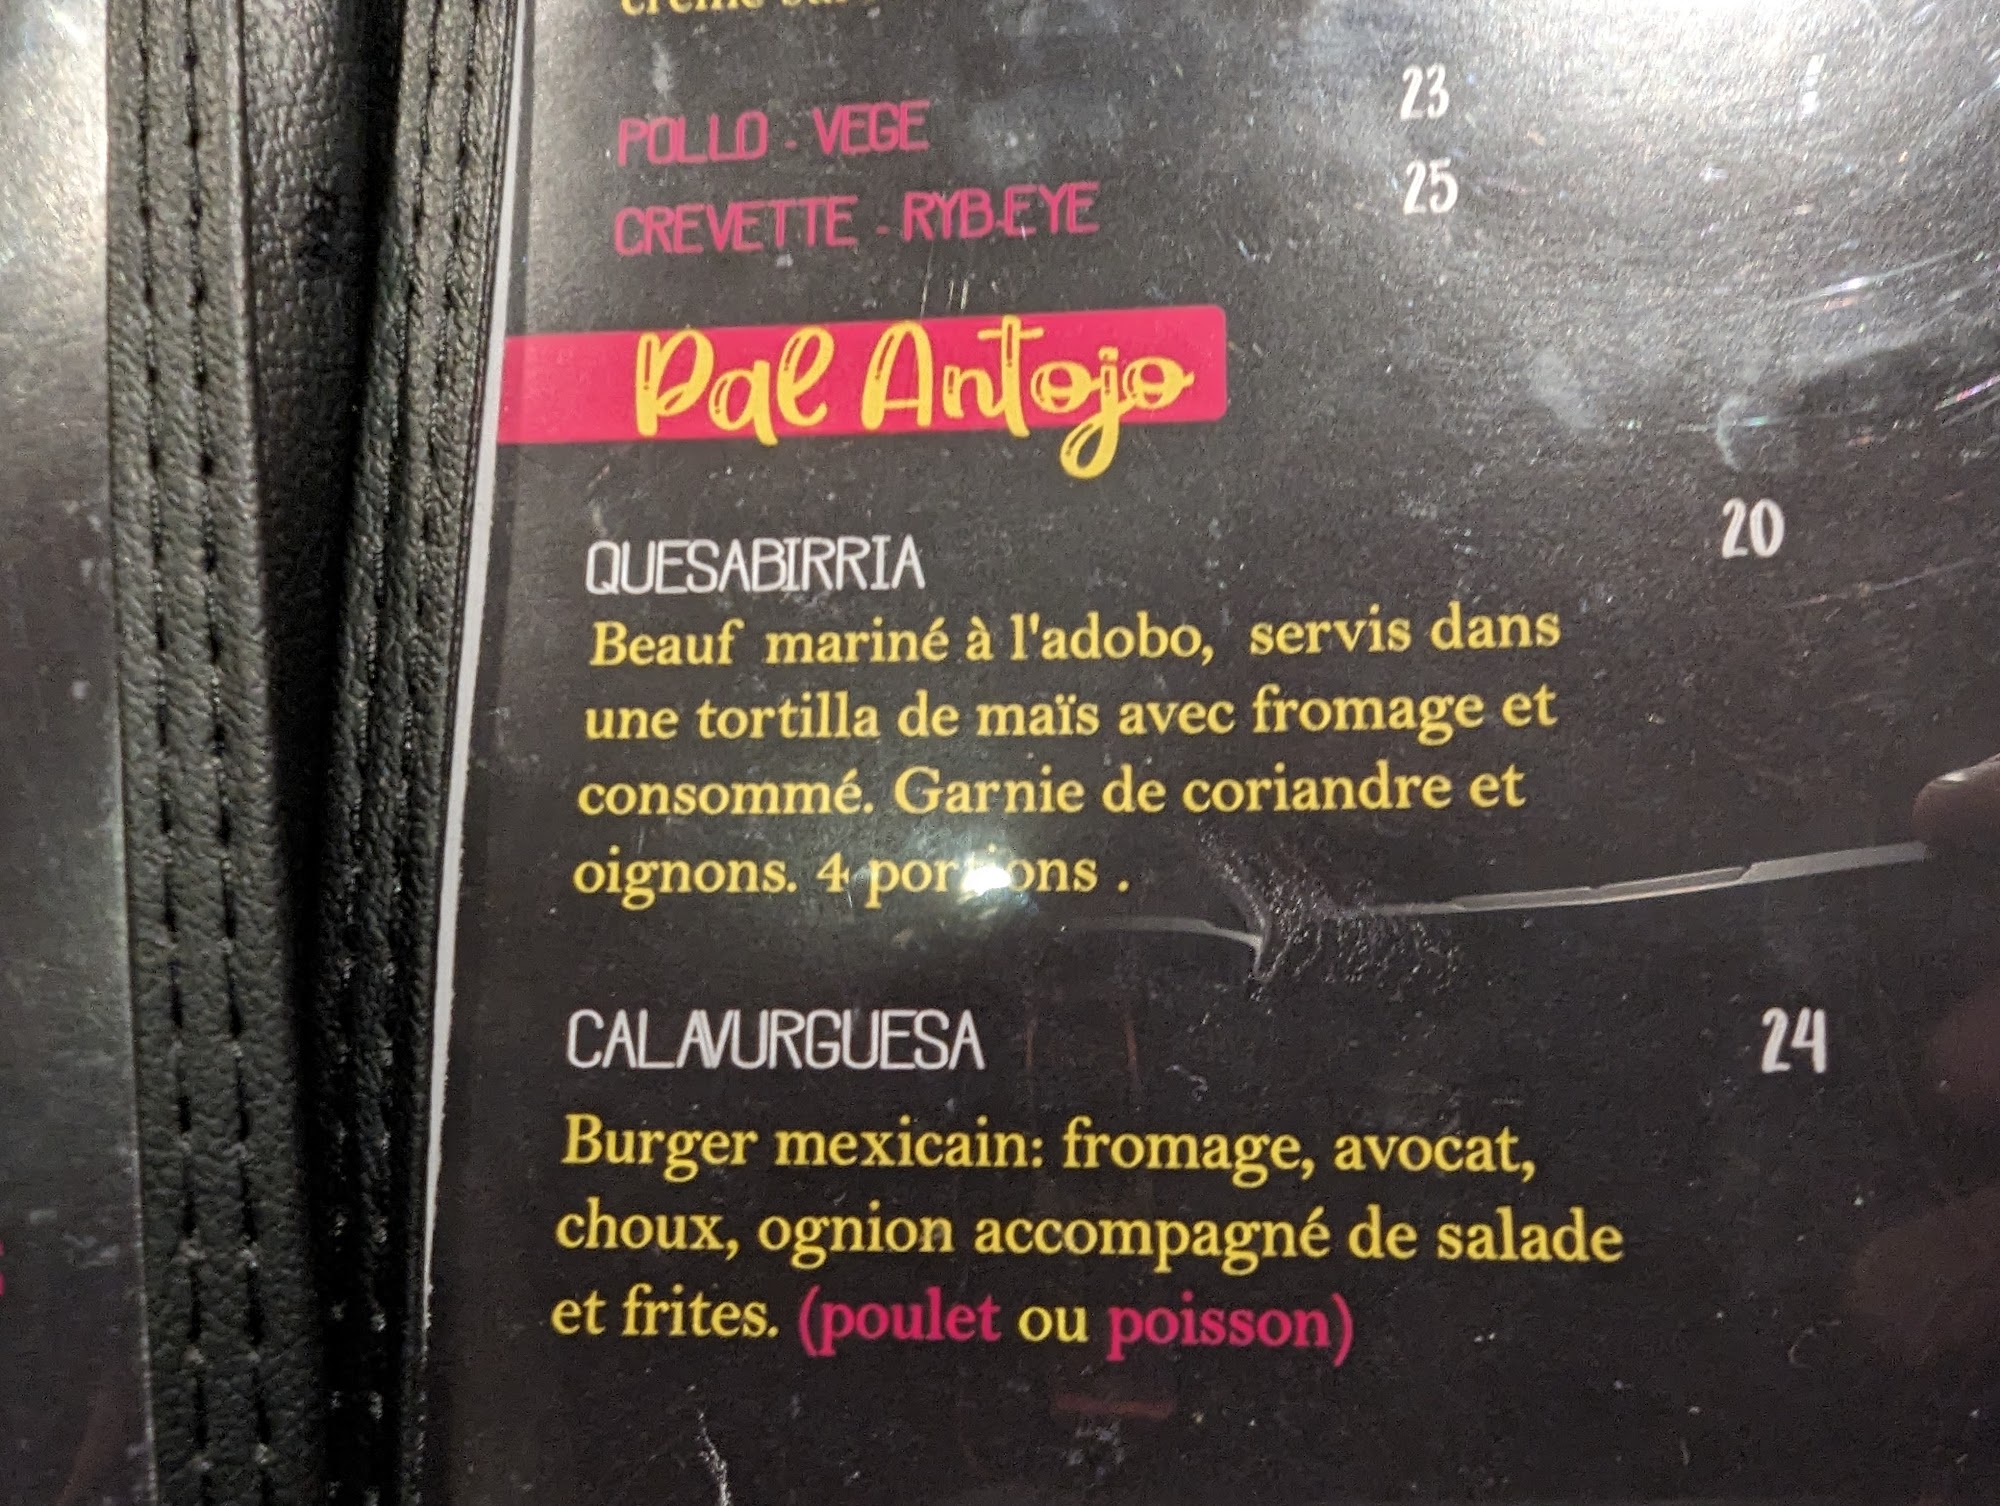 POLLO - VEGE 23
CREVETTE - RYB-EYE 25
Pal Antojo
QUESABIRRIA 20
Beauf mariné à l'adobo, servis dans
une tortilla de maïs avec fromage et
consommé. Garnie de coriandre et
oignons. 4 portions .
CALAVURGUESA 24
Burger mexicain: fromage, avocat,
choux, ognion accompagné de salade
et frites. (poulet ou poisson)